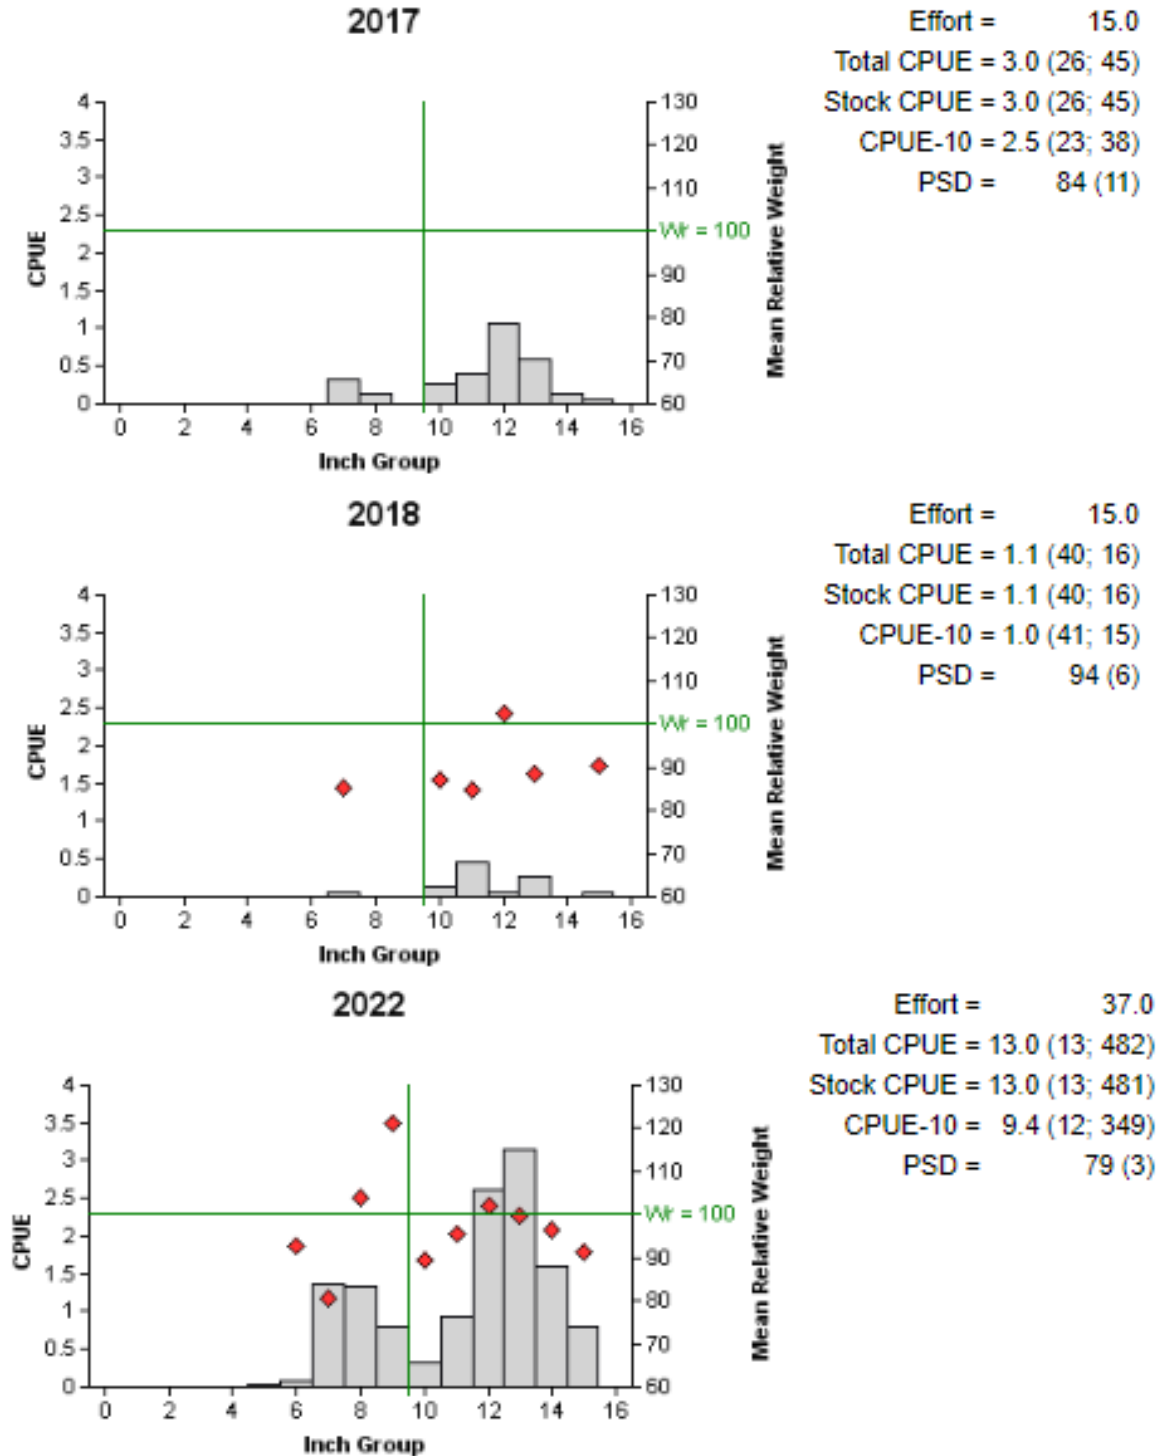 2017
Effort = 15.0
Total CPUE = 3.0 (26; 45)
Stock CPUE = 3.0 (26; 45)
CPUE-10 = 2.5 (23; 38)
PSD = 84 (11)
4
3.5
3
2.5
2
1.5
1
0.5
0
CPUE
130
120
110
Wr = 100
90
80
70
60
Mean Relative Weight
0 2 4 6 8 10 12 14 16
Inch Group
2018
Effort = 15.0
Total CPUE = 1.1 (40; 16)
Stock CPUE = 1.1 (40; 16)
CPUE-10 = 1.0 (41; 15)
PSD = 94 (6)
4
3.5
3
2.5
2
1.5
1
0.5
0
CPUE
130
120
110
Wr = 100
90
80
70
60
Mean Relative Weight
0 2 4 6 8 10 12 14 16
Inch Group
2022
Effort = 37.0
Total CPUE = 13.0 (13; 482)
Stock CPUE = 13.0 (13; 481)
CPUE-10 = 9.4 (12; 349)
PSD = 79 (3)
4
3.5
3
2.5
2
1.5
1
0.5
0
CPUE
130
120
110
Wr = 100
90
80
70
60
Mean Relative Weight
0 2 4 6 8 10 12 14 16
Inch Group